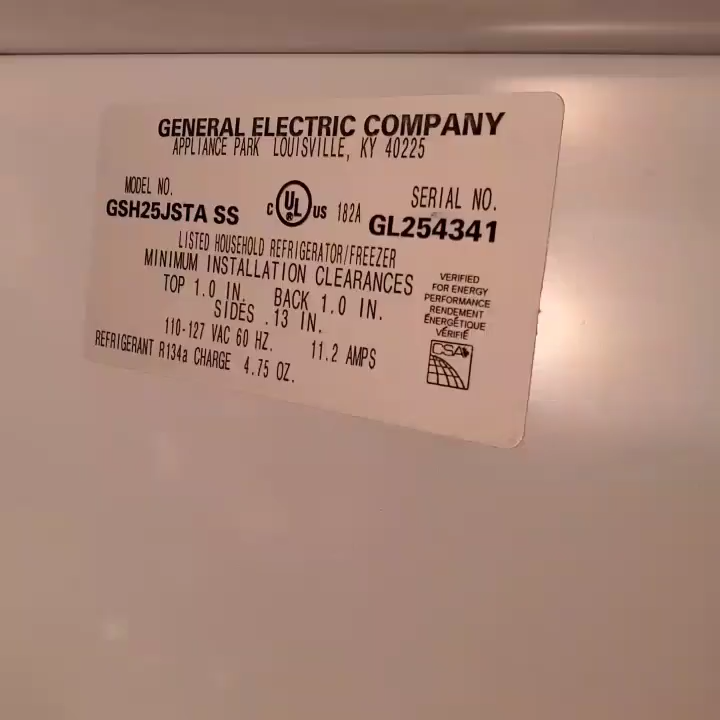 GENERAL ELECTRIC COMPANY
APPLIANCE PARK LOUISVILLE, KY 40225
MODEL NO.
GSH25JSTA SS
C UL US 182A
SERIAL NO.
GL254341
LISTED HOUSEHOLD REFRIGERATOR/FREEZER
MINIMUM INSTALLATION CLEARANCES
TOP 1.0 IN. BACK 1.0 IN.
SIDES .13 IN.
110-127 VAC 60 HZ. 11.2 AMPS
REFRIGERANT R134a CHARGE 4.75 OZ.
VERIFIED
FOR ENERGY
PERFORMANCE
RENDEMENT
ÉNERGÉTIQUE
VÉRIFIÉ
CSA